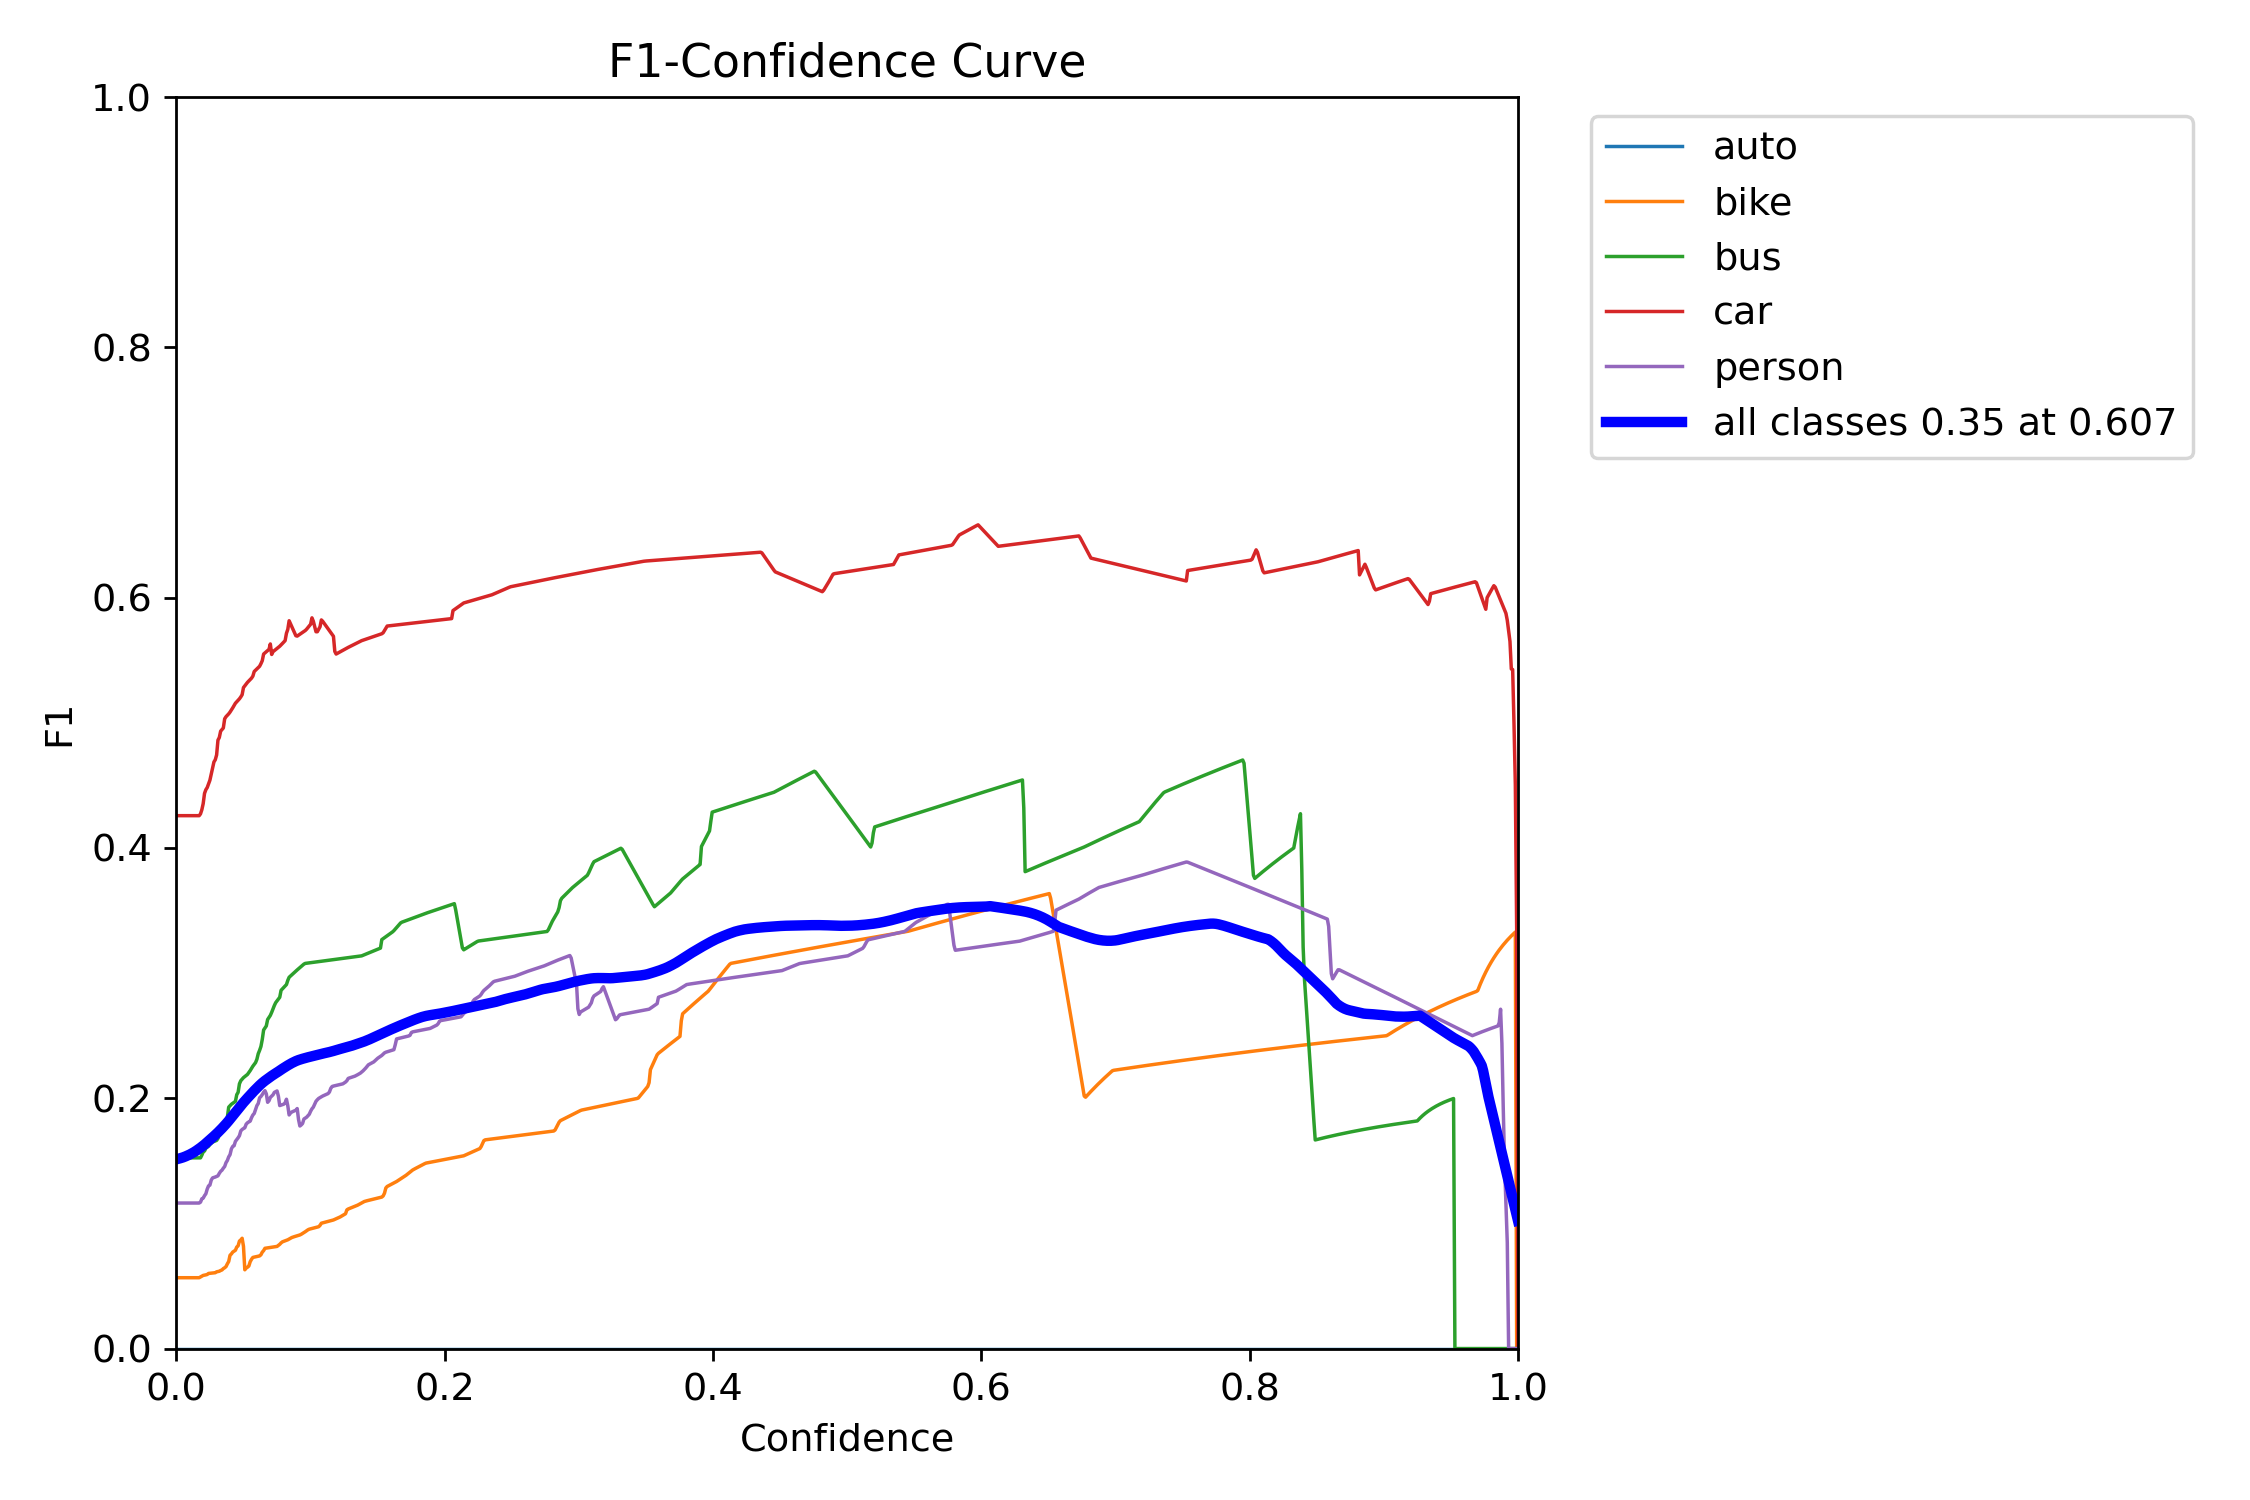 F1-Confidence Curve
1.0
0.8
0.6
0.4
0.2
0.0
F1
0.0 0.2 0.4 0.6 0.8 1.0
Confidence
auto
bike
bus
car
person
all classes 0.35 at 0.607